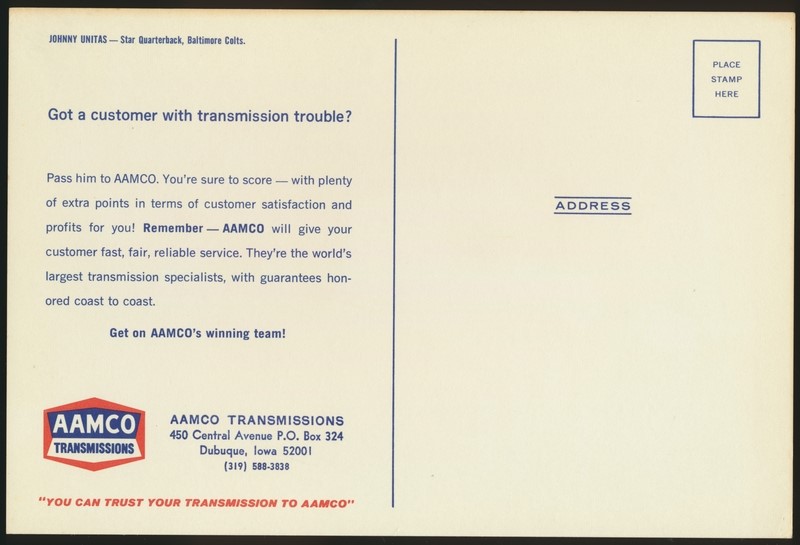 JOHNNY UNITAS — Star Quarterback, Baltimore Colts.
Got a customer with transmission trouble?
Pass him to AAMCO. You're sure to score — with plenty
of extra points in terms of customer satisfaction and
profits for you! Remember — AAMCO will give your
customer fast, fair, reliable service. They're the world's
largest transmission specialists, with guarantees hon-
ored coast to coast.
Get on AAMCO's winning team!
AAMCO
TRANSMISSIONS
AAMCO TRANSMISSIONS
450 Central Avenue P.O. Box 324
Dubuque, Iowa 52001
(319) 588-3838
"YOU CAN TRUST YOUR TRANSMISSION TO AAMCO"
PLACE
STAMP
HERE
ADDRESS